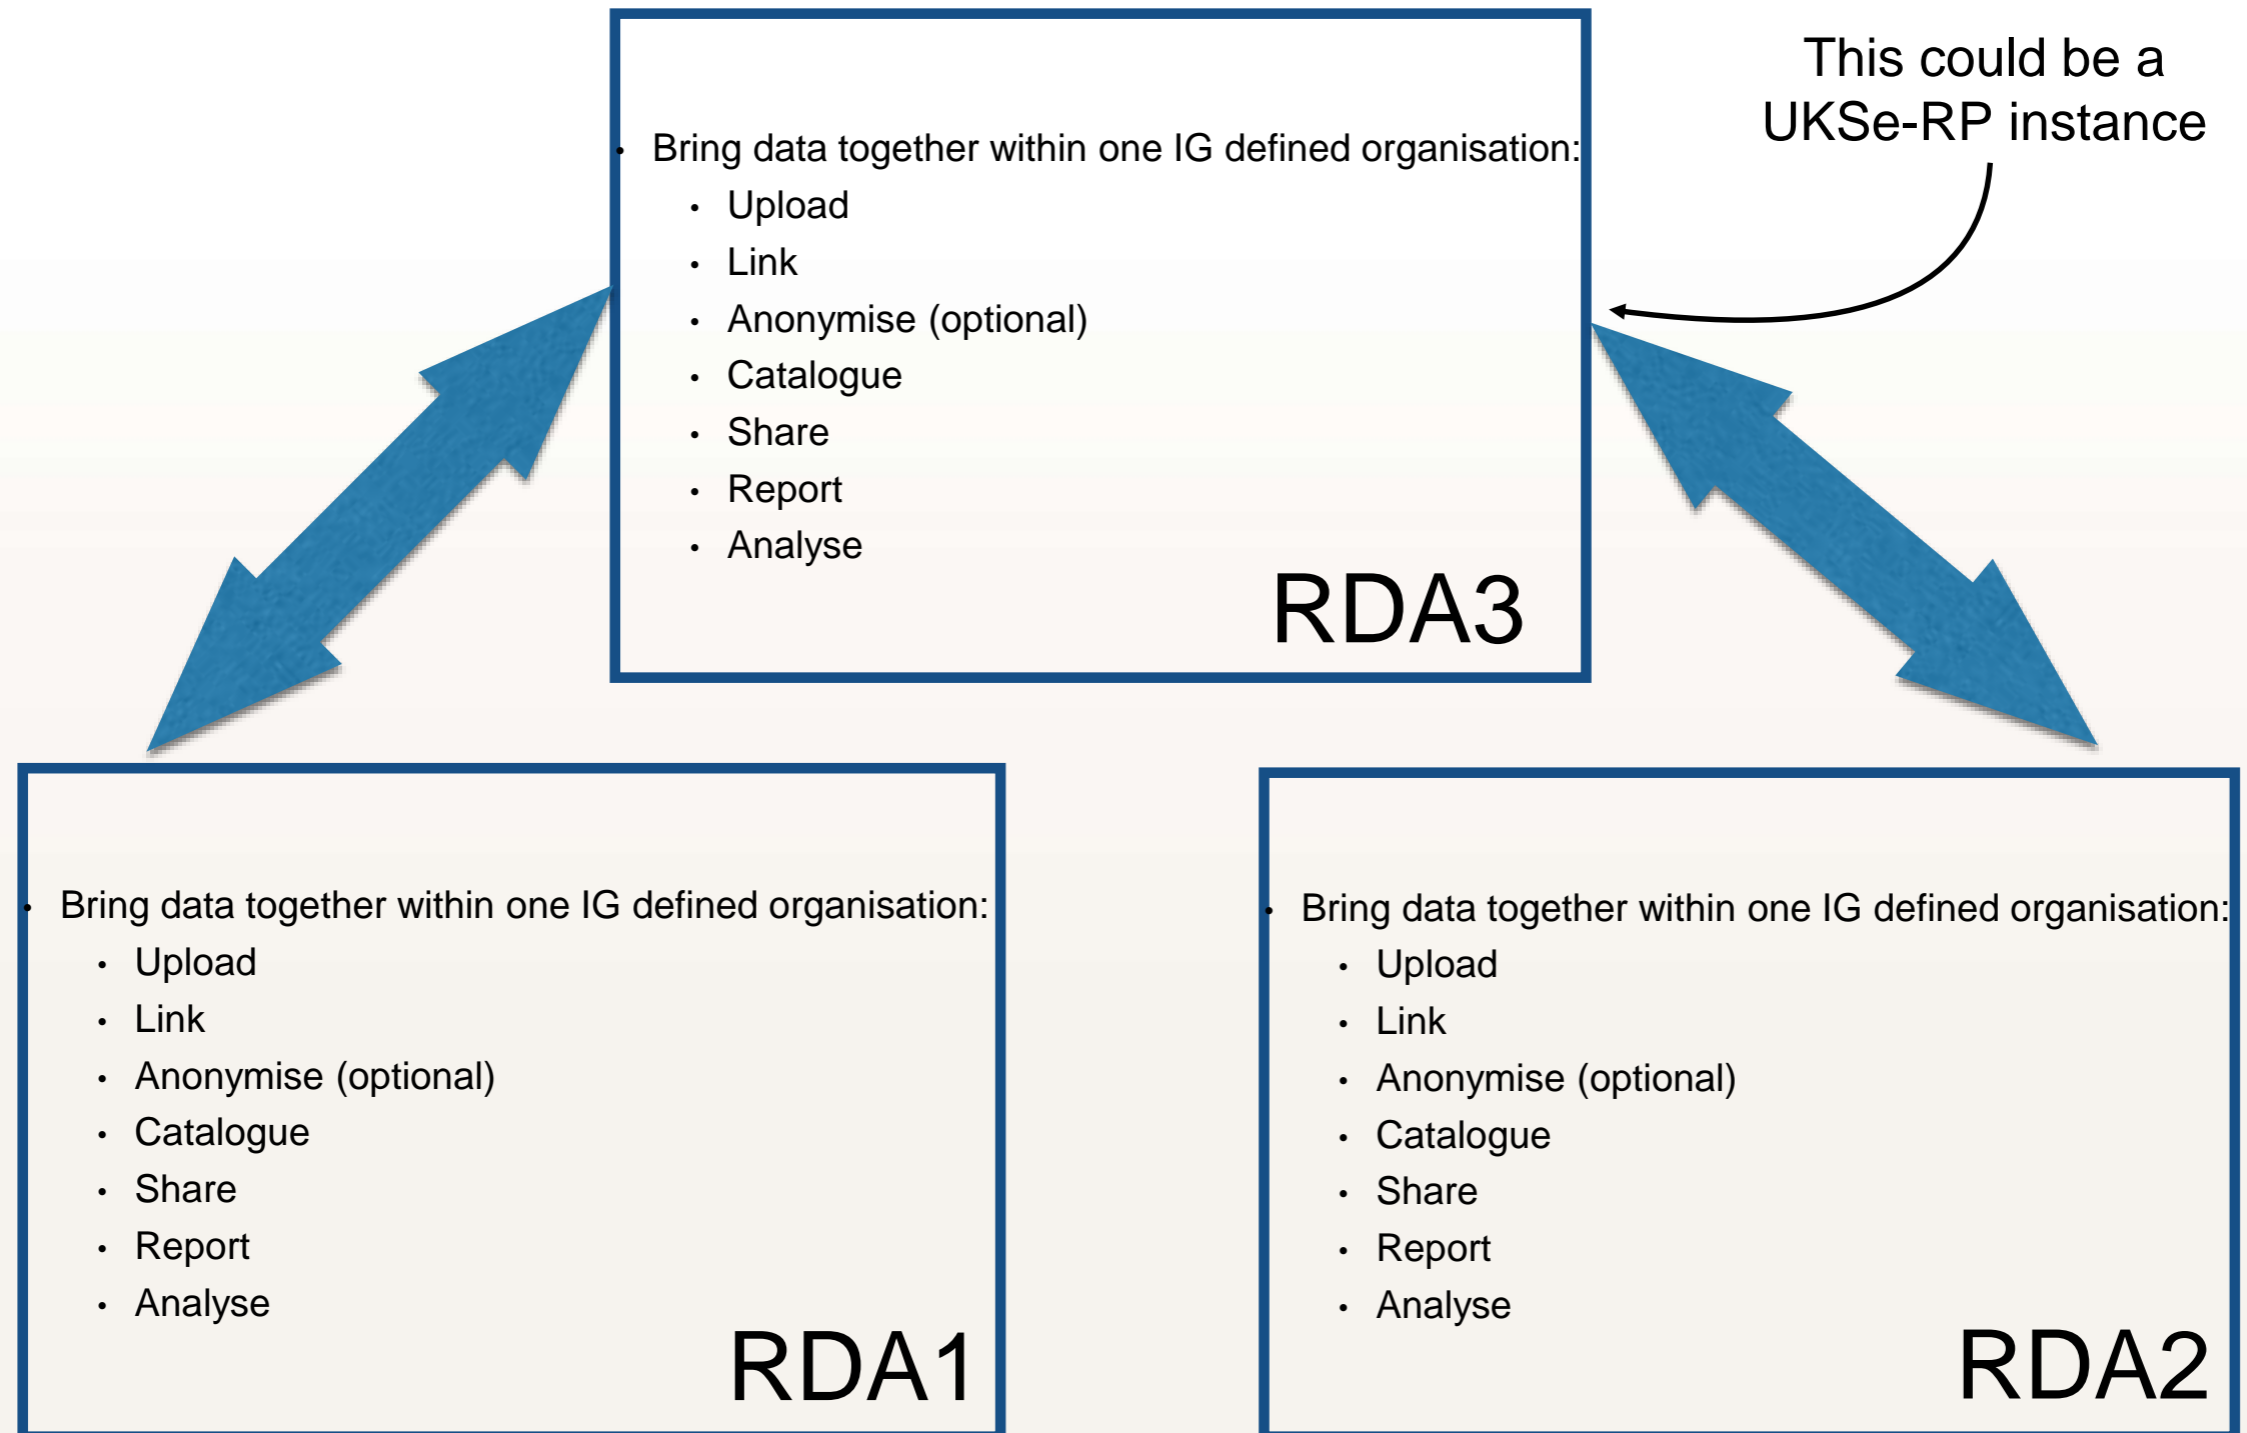 This could be a
UKSe-RP instance
• Bring data together within one IG defined organisation:
• Upload
• Link
• Anonymise (optional)
• Catalogue
• Share
• Report
• Analyse
RDA3
• Bring data together within one IG defined organisation:
• Upload
• Link
• Anonymise (optional)
• Catalogue
• Share
• Report
• Analyse
RDA1
• Bring data together within one IG defined organisation:
• Upload
• Link
• Anonymise (optional)
• Catalogue
• Share
• Report
• Analyse
RDA2